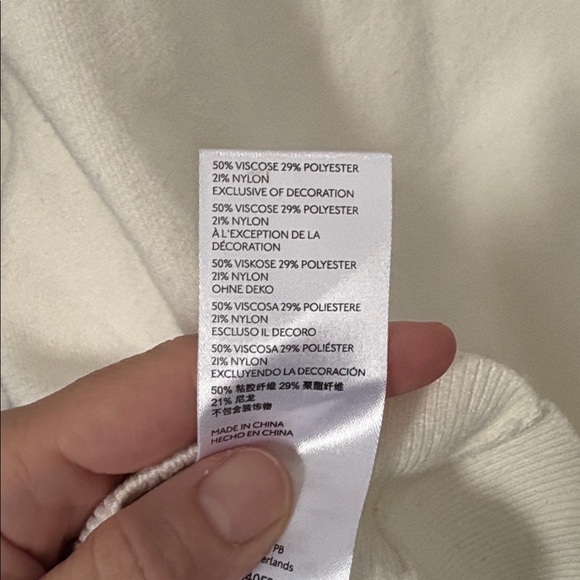 50% VISCOSE 29% POLYESTER
21% NYLON
EXCLUSIVE OF DECORATION
50% VISCOSE 29% POLYESTER
21% NYLON
À L'EXCEPTION DE LA
DÉCORATION
50% VISKOSE 29% POLYESTER
21% NYLON
OHNE DEKO
50% VISCOSA 29% POLIESTERE
21% NYLON
ESCLUSO IL DECORO
50% VISCOSA 29% POLIÉSTER
21% NYLON
EXCLUYENDO LA DECORACIÓN
50% 粘胶纤维 29% 聚脂纤维
21% 尼龙
不包含装饰物
MADE IN CHINA
HECHO EN CHINA
PB
erlands